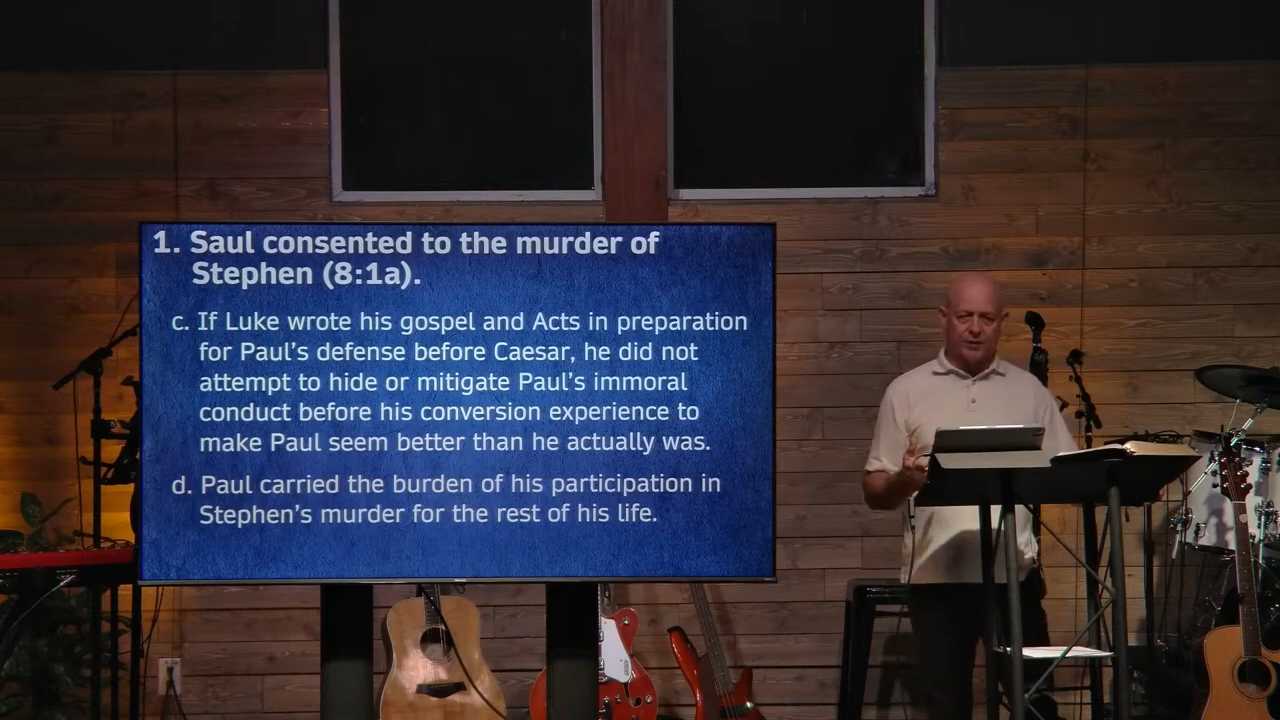 1. Saul consented to the murder of
Stephen (8:1a).
c. If Luke wrote his gospel and Acts in preparation
for Paul's defense before Caesar, he did not
attempt to hide or mitigate Paul's immoral
conduct before his conversion experience to
make Paul seem better than he actually was.
d. Paul carried the burden of his participation in
Stephen's murder for the rest of his life.